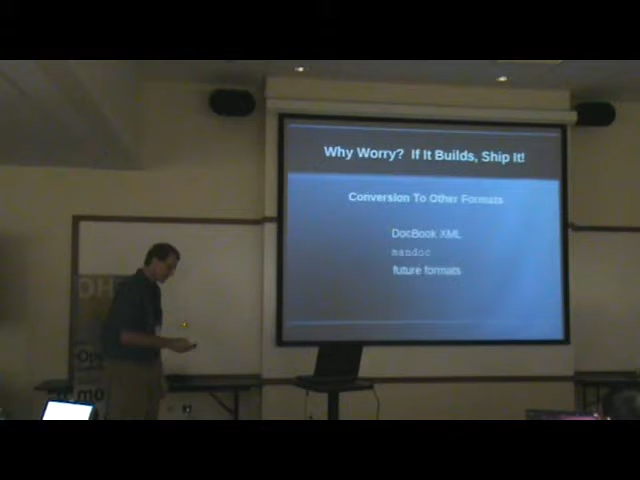 Why Worry? If It Builds, Ship It!
Conversion To Other Formats
DocBook XML
mandoc
future formats